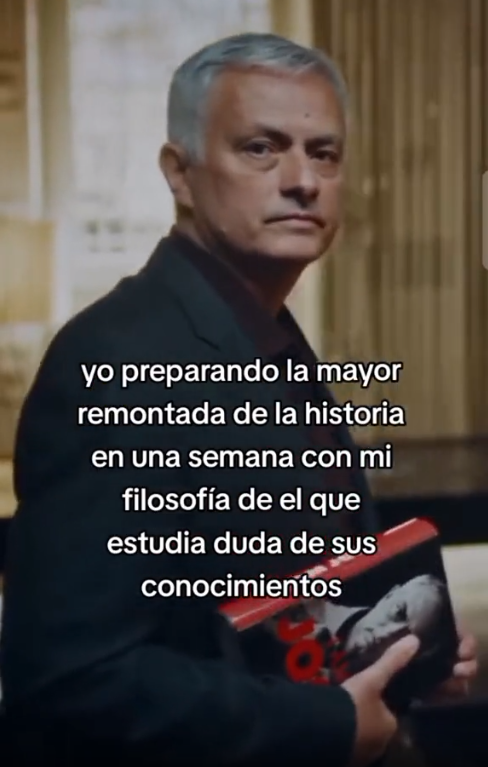 yo preparando la mayor
remontada de la historia
en una semana con mi
filosofía de el que
estudia duda de sus
conocimientos